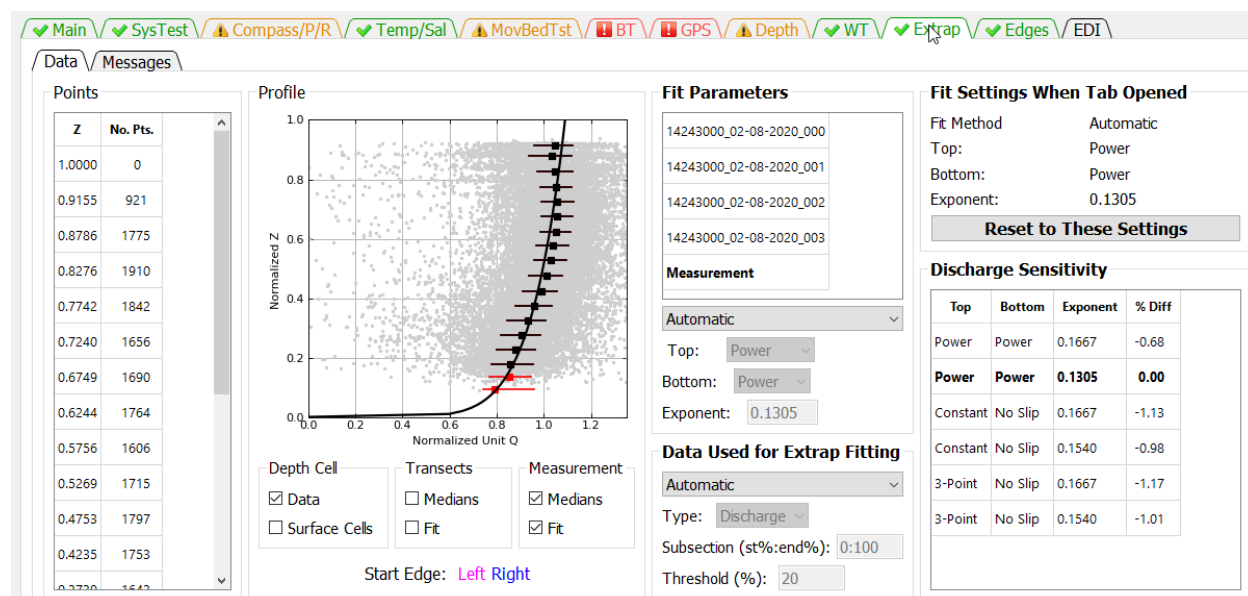 Main SysTest Compass/P/R Temp/Sal MovBedTst BT GPS Depth WT Extrap Edges EDI
Data Messages
Points
Z No. Pts.
1.0000 0
0.9155 921
0.8786 1775
0.8276 1910
0.7742 1842
0.7240 1656
0.6749 1690
0.6244 1764
0.5756 1606
0.5269 1715
0.4753 1797
0.4235 1753
Profile
1.0
0.8
0.6
0.4
0.2
0.0
Normalized Z
0.0 0.2 0.4 0.6 0.8 1.0 1.2
Normalized Unit Q
Depth Cell
Data
Surface Cells
Transects
Medians
Fit
Measurement
Medians
Fit
Start Edge: Left Right
Fit Parameters
14243000_02-08-2020_000
14243000_02-08-2020_001
14243000_02-08-2020_002
14243000_02-08-2020_003
Measurement
Automatic
Top: Power
Bottom: Power
Exponent: 0.1305
Data Used for Extrap Fitting
Automatic
Type: Discharge
Subsection (st%:end%): 0:100
Threshold (%): 20
Fit Settings When Tab Opened
Fit Method Automatic
Top: Power
Bottom: Power
Exponent: 0.1305
Reset to These Settings
Discharge Sensitivity
Top Bottom Exponent % Diff
Power Power 0.1667 -0.68
Power Power 0.1305 0.00
Constant No Slip 0.1667 -1.13
Constant No Slip 0.1540 -0.98
3-Point No Slip 0.1667 -1.17
3-Point No Slip 0.1540 -1.01